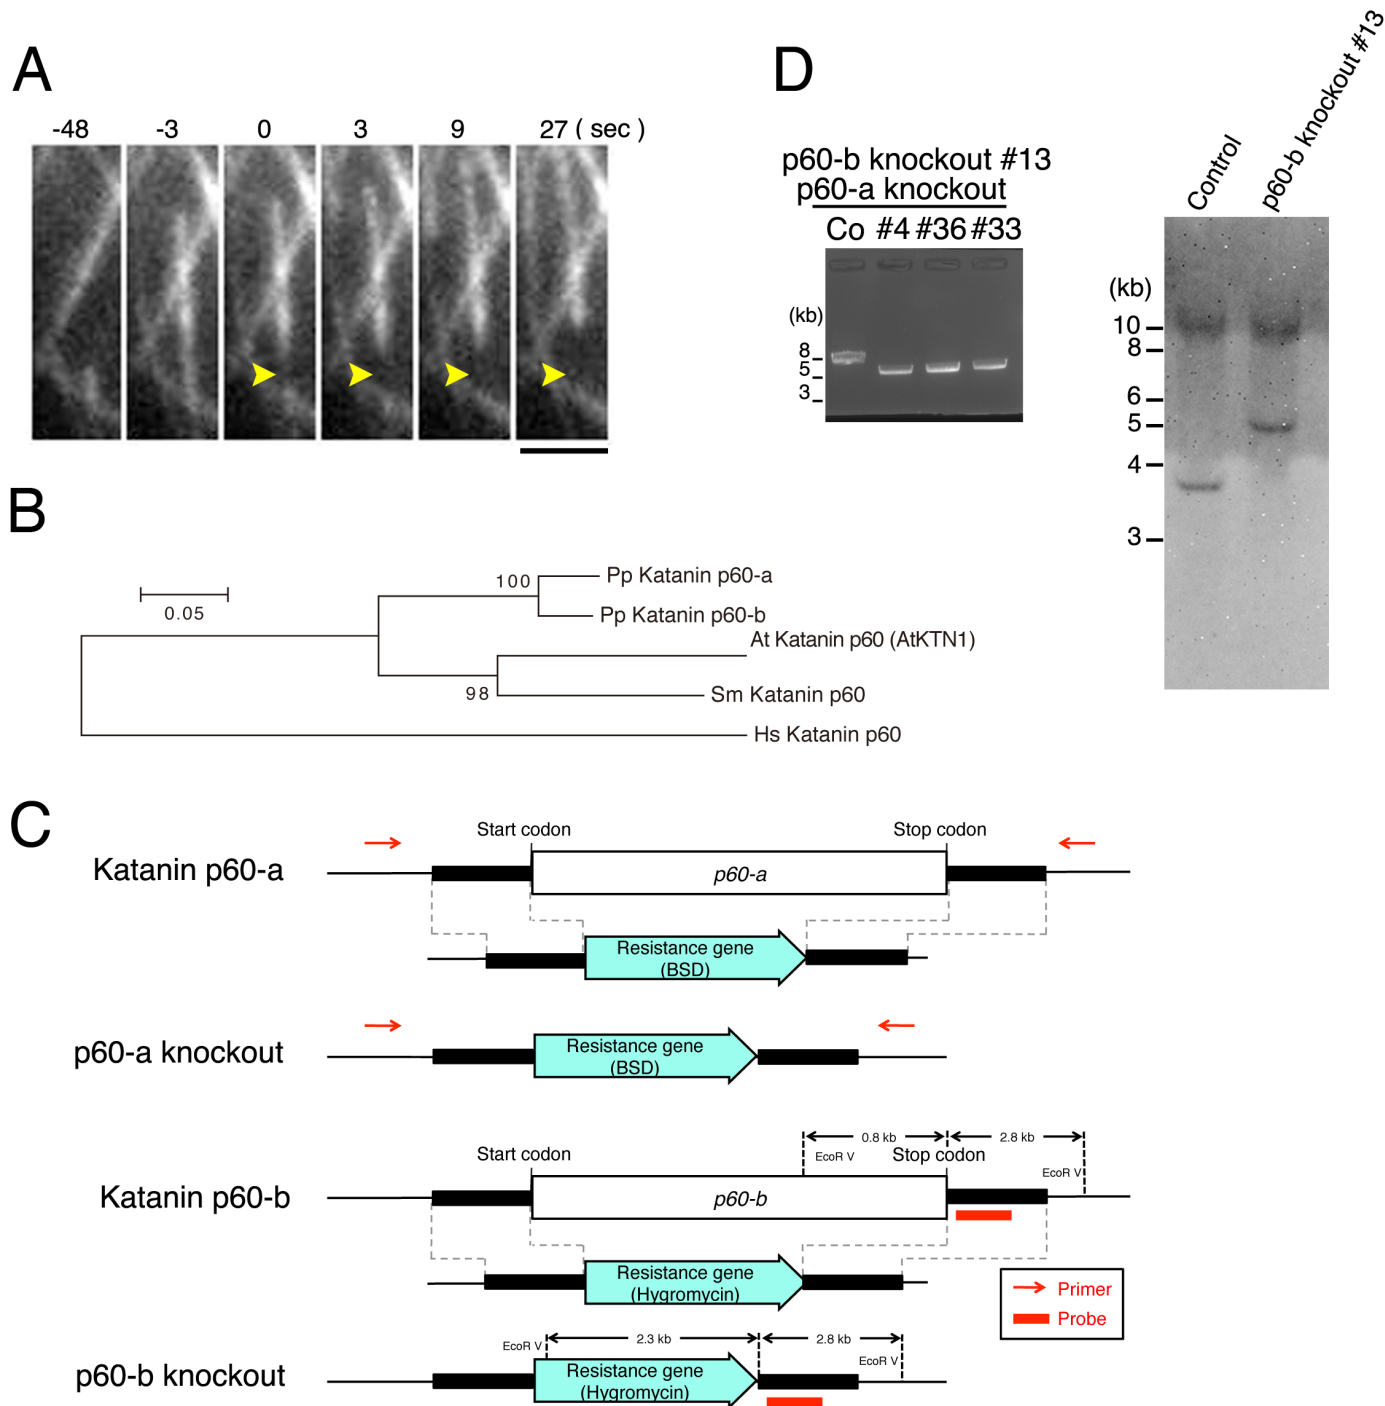 A
-48 -3 0 3 9 27 ( sec )
B
0.05
100
98
Pp Katanin p60-a
Pp Katanin p60-b
At Katanin p60 (AtKTN1)
Sm Katanin p60
Hs Katanin p60
C
Katanin p60-a
Start codon
Stop codon
p60-a
Resistance gene
(BSD)
p60-a knockout
Resistance gene
(BSD)
Katanin p60-b
Start codon
0.8 kb
2.8 kb
EcoR V
Stop codon
EcoR V
p60-b
Resistance gene
(Hygromycin)
Primer
Probe
p60-b knockout
EcoR V
2.3 kb
2.8 kb
EcoR V
Resistance gene
(Hygromycin)
D
p60-b knockout #13
p60-a knockout
Co #4 #36 #33
(kb)
8
5
3
Control
p60-b knockout #13
(kb)
10
8
6
5
4
3